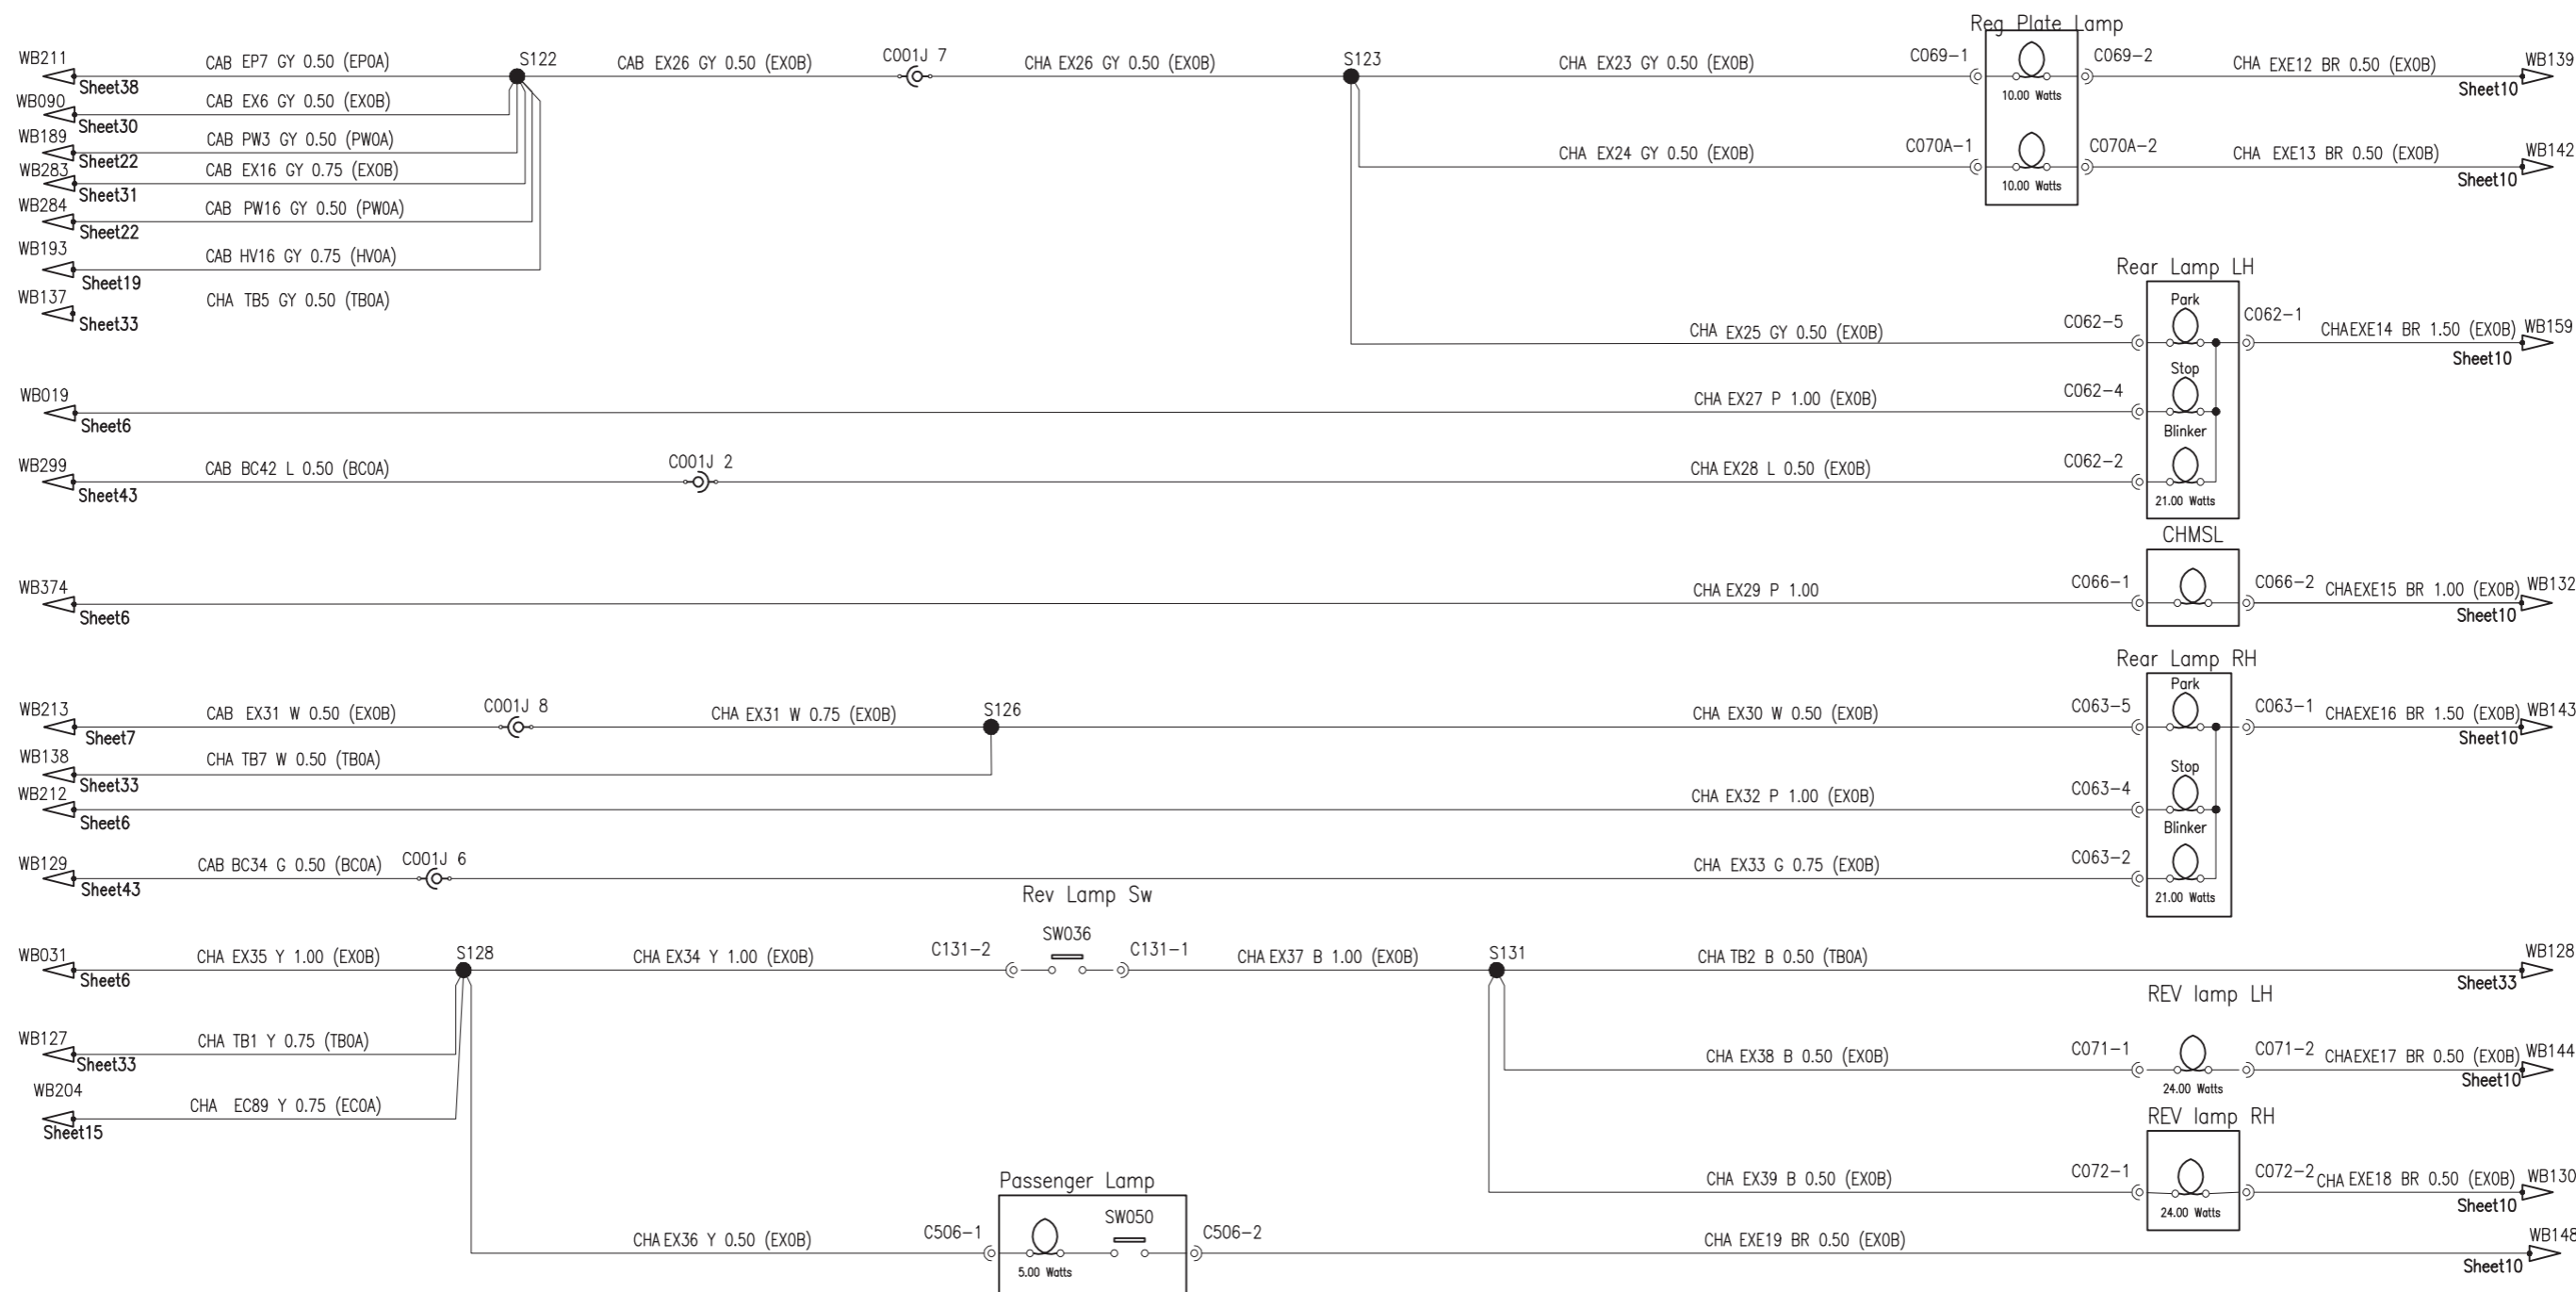 Reg Plate Lamp
WB211
CAB EP7 GY 0.50 (EP0A)
S122
CAB EX26 GY 0.50 (EX0B)
C001J 7
CHA EX26 GY 0.50 (EX0B)
S123
CHA EX23 GY 0.50 (EX0B)
C069-1
C069-2
CHA EXE12 BR 0.50 (EX0B)
WB139
Sheet38
10.00 Watts
Sheet10
WB090
CAB EX6 GY 0.50 (EX0B)
Sheet30
WB189
CAB PW3 GY 0.50 (PW0A)
CHA EX24 GY 0.50 (EX0B)
C070A-1
C070A-2
CHA EXE13 BR 0.50 (EX0B)
WB142
Sheet22
10.00 Watts
Sheet10
WB283
CAB EX16 GY 0.75 (EX0B)
Sheet31
WB284
CAB PW16 GY 0.50 (PW0A)
Sheet22
WB193
CAB HV16 GY 0.75 (HV0A)
Sheet19
Rear Lamp LH
WB137
CHA TB5 GY 0.50 (TB0A)
Sheet33
Park
CHA EX25 GY 0.50 (EX0B)
C062-5
C062-1
CHAEXE14 BR 1.50 (EX0B)
WB159
Sheet10
Stop
WB019
CHA EX27 P 1.00 (EX0B)
C062-4
Sheet6
Blinker
WB299
CAB BC42 L 0.50 (BC0A)
C001J 2
CHA EX28 L 0.50 (EX0B)
C062-2
Sheet43
21.00 Watts
CHMSL
WB374
CHA EX29 P 1.00
C066-1
C066-2
CHAEXE15 BR 1.00 (EX0B)
WB132
Sheet6
Sheet10
Rear Lamp RH
Park
WB213
CAB EX31 W 0.50 (EX0B)
C001J 8
CHA EX31 W 0.75 (EX0B)
S126
CHA EX30 W 0.50 (EX0B)
C063-5
C063-1
CHAEXE16 BR 1.50 (EX0B)
WB143
Sheet7
Sheet10
WB138
CHA TB7 W 0.50 (TB0A)
Sheet33
Stop
WB212
CHA EX32 P 1.00 (EX0B)
C063-4
Sheet6
Blinker
WB129
CAB BC34 G 0.50 (BC0A)
C001J 6
CHA EX33 G 0.75 (EX0B)
C063-2
Sheet43
21.00 Watts
Rev Lamp Sw
WB031
CHA EX35 Y 1.00 (EX0B)
S128
CHA EX34 Y 1.00 (EX0B)
C131-2
SW036
C131-1
CHA EX37 B 1.00 (EX0B)
S131
CHA TB2 B 0.50 (TB0A)
WB128
Sheet6
Sheet33
REV lamp LH
WB127
CHA TB1 Y 0.75 (TB0A)
CHA EX38 B 0.50 (EX0B)
C071-1
C071-2
CHAEXE17 BR 0.50 (EX0B)
WB144
Sheet33
24.00 Watts
Sheet10
WB204
CHA EC89 Y 0.75 (EC0A)
Sheet15
REV lamp RH
CHA EX39 B 0.50 (EX0B)
C072-1
C072-2
CHA EXE18 BR 0.50 (EX0B)
WB130
24.00 Watts
Sheet10
Passenger Lamp
SW050
CHA EX36 Y 0.50 (EX0B)
C506-1
C506-2
CHA EXE19 BR 0.50 (EX0B)
WB148
5.00 Watts
Sheet10